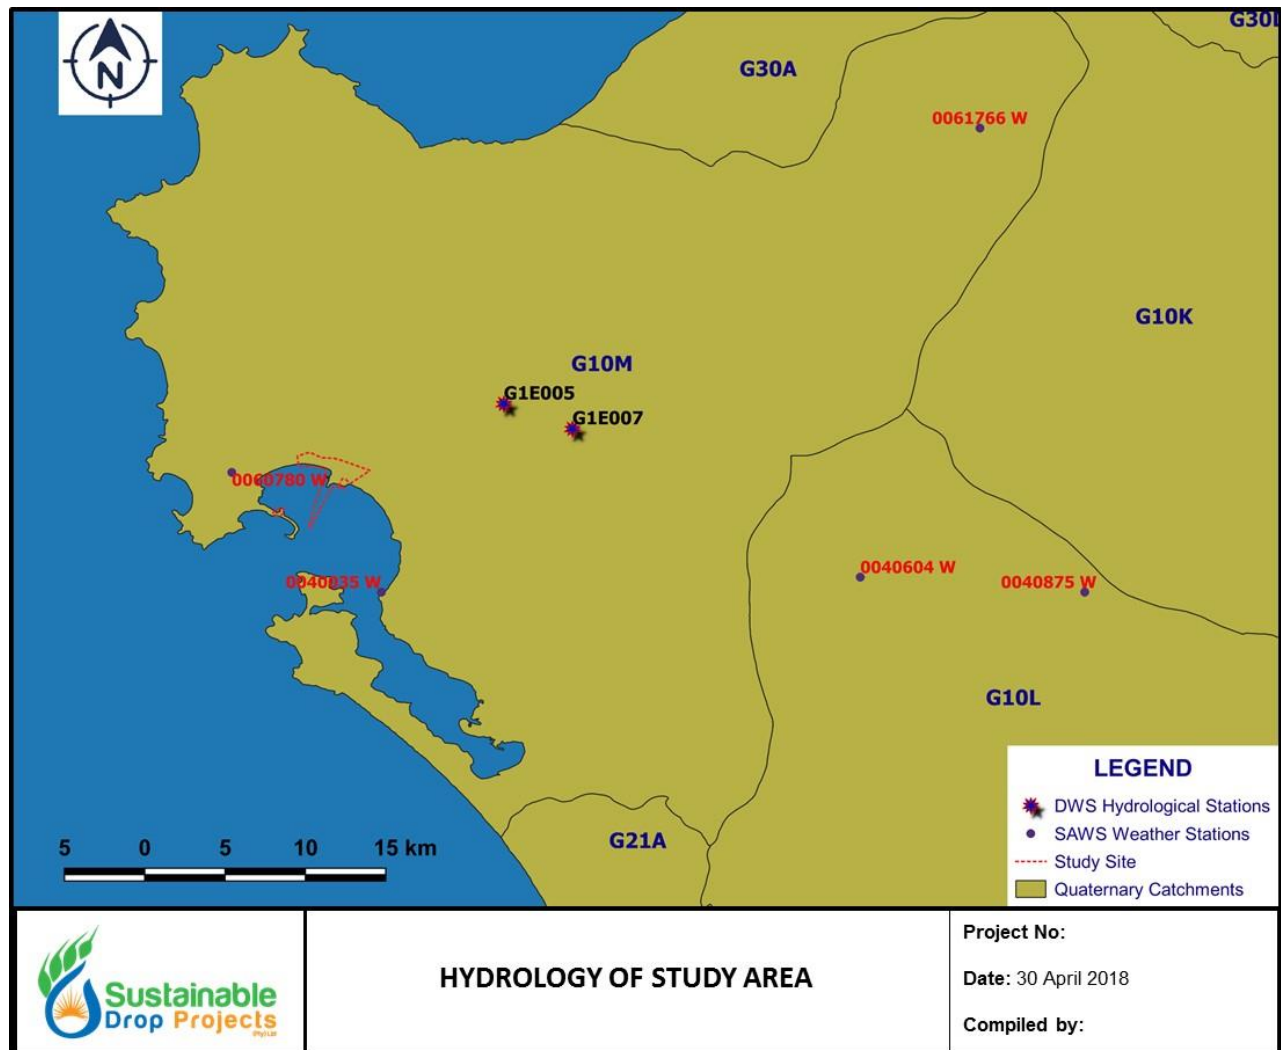 N
G30A
0061766 W
G10K
G10M
G1E005
G1E007
0060780 W
0040035 W
0040604 W
0040875 W
G10L
G21A
LEGEND
DWS Hydrological Stations
SAWS Weather Stations
Study Site
Quaternary Catchments
5 0 5 10 15 km
Sustainable
Drop Projects
(Pty) Ltd
HYDROLOGY OF STUDY AREA
Project No:
Date: 30 April 2018
Compiled by: